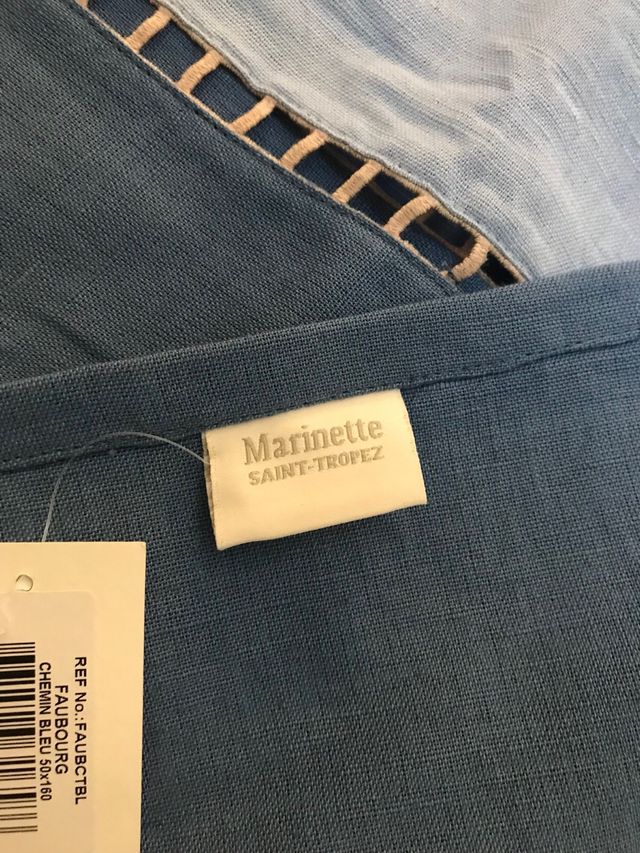 Marinette
SAINT-TROPEZ
REF No.:FAUBCTBL
FAUBOURG
CHEMIN BLEU 50x160